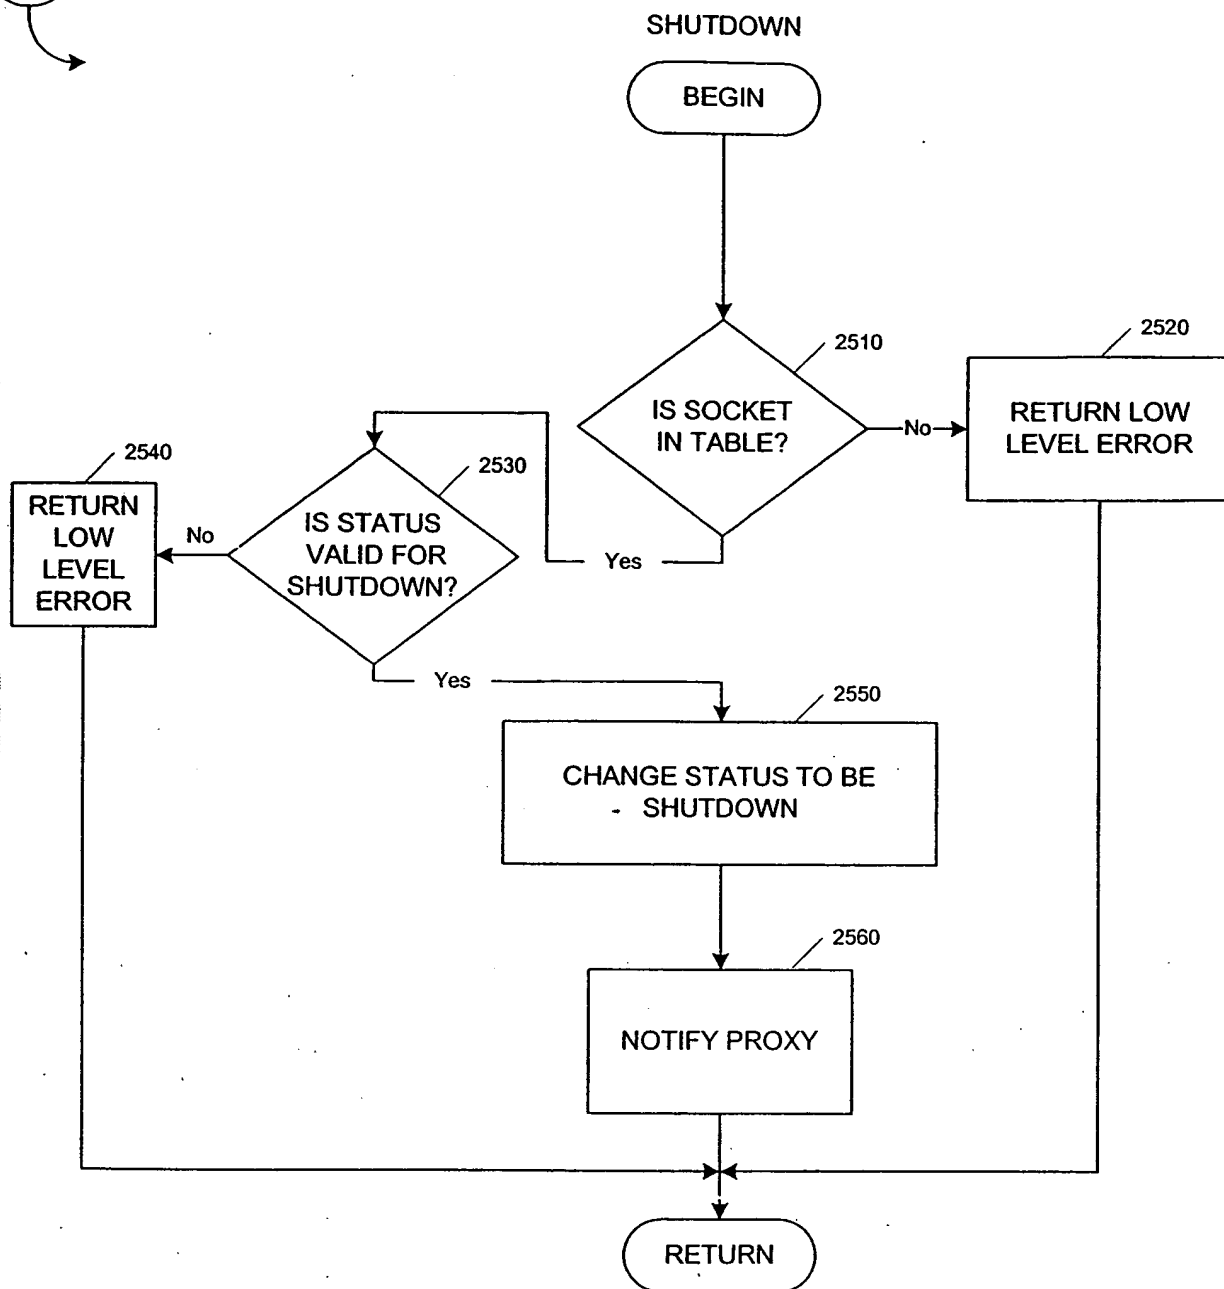 SHUTDOWN
BEGIN
2510
IS SOCKET
IN TABLE?
No
2520
RETURN LOW
LEVEL ERROR
Yes
2530
IS STATUS
VALID FOR
SHUTDOWN?
No
2540
RETURN
LOW
LEVEL
ERROR
Yes
2550
CHANGE STATUS TO BE
SHUTDOWN
2560
NOTIFY PROXY
RETURN